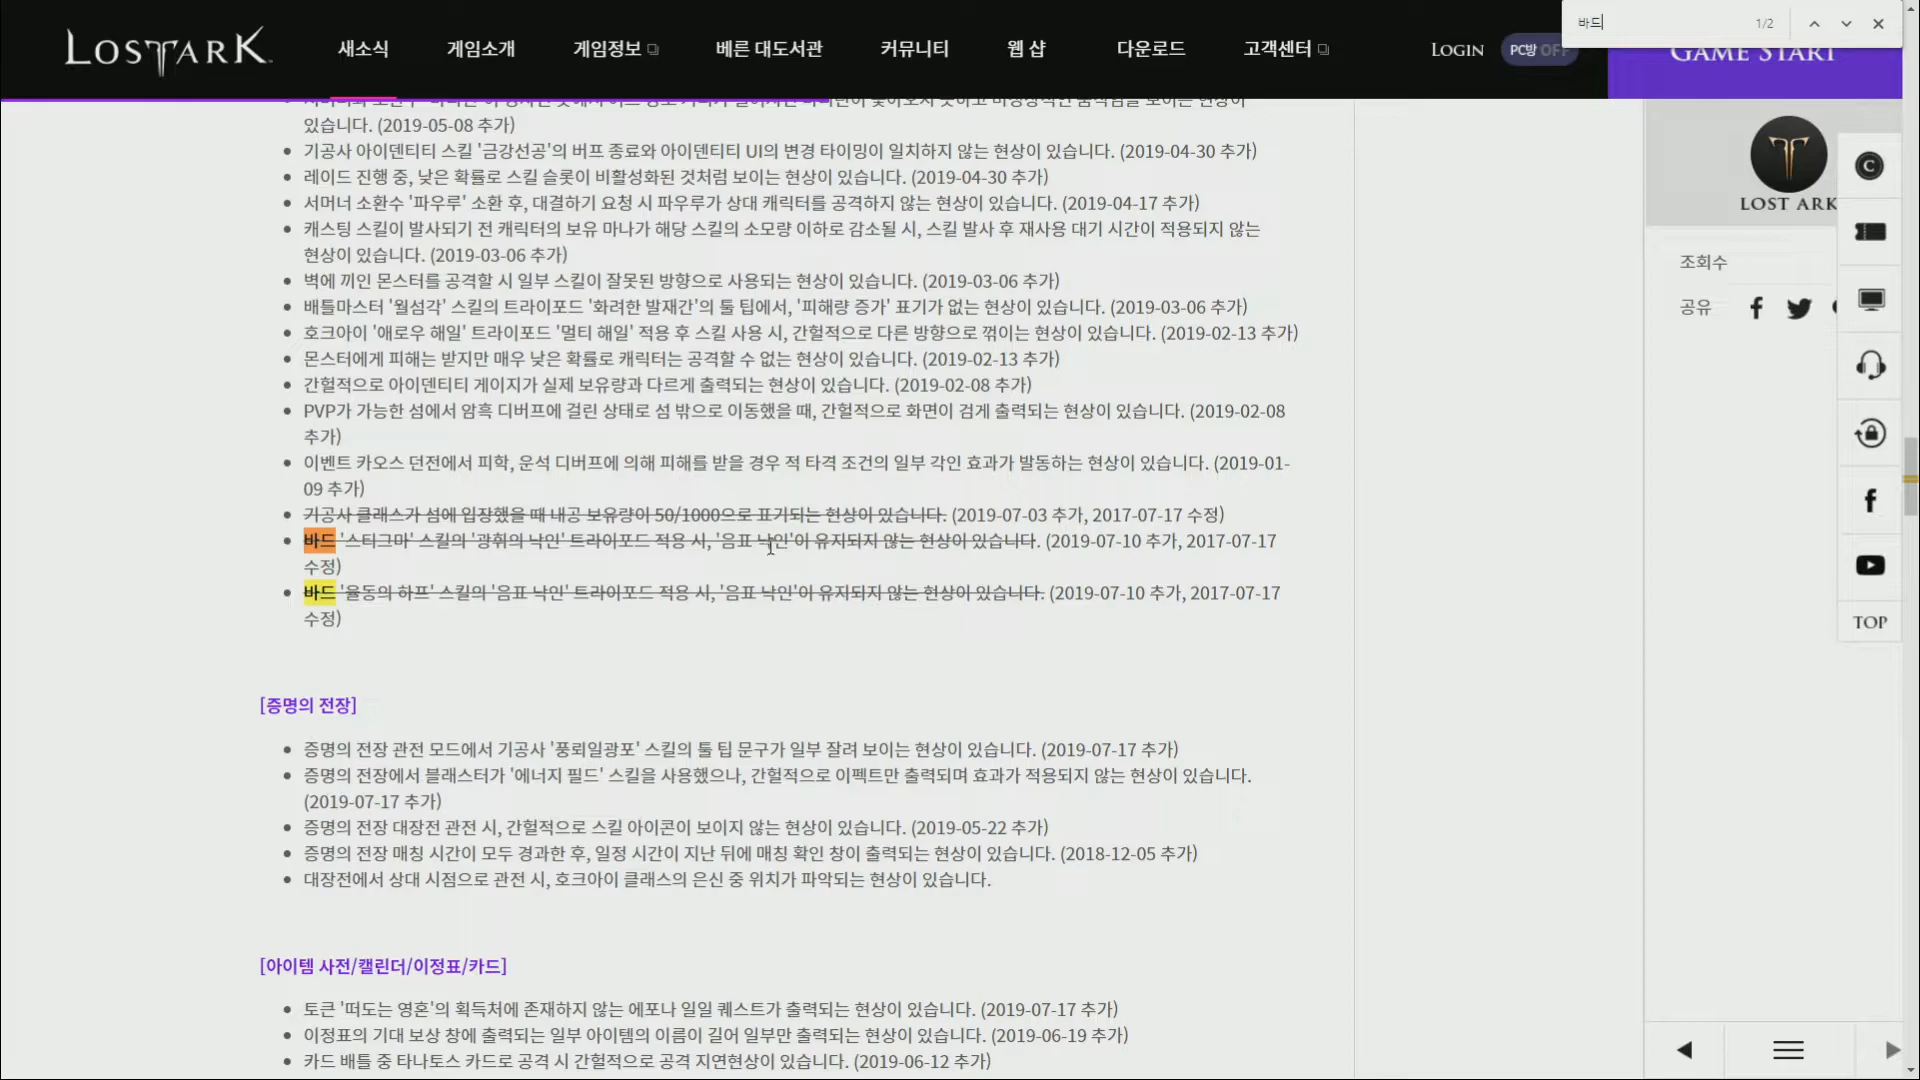 LOST ARK
새소식
게임소개
게임정보
베른 대도서관
커뮤니티
웹 샵
다운로드
고객센터
LOGIN
PC방 OFF
바드
1/2
GAME START
있습니다. (2019-05-08 추가)
기공사 아이덴티티 스킬 '금강선공'의 버프 종료와 아이덴티티 UI의 변경 타이밍이 일치하지 않는 현상이 있습니다. (2019-04-30 추가)
레이드 진행 중, 낮은 확률로 스킬 슬롯이 비활성화된 것처럼 보이는 현상이 있습니다. (2019-04-30 추가)
서머너 소환수 '파우루' 소환 후, 대결하기 요청 시 파우루가 상대 캐릭터를 공격하지 않는 현상이 있습니다. (2019-04-17 추가)
캐스팅 스킬이 발사되기 전 캐릭터의 보유 마나가 해당 스킬의 소모량 이하로 감소될 시, 스킬 발사 후 재사용 대기 시간이 적용되지 않는
현상이 있습니다. (2019-03-06 추가)
벽에 끼인 몬스터를 공격할 시 일부 스킬이 잘못된 방향으로 사용되는 현상이 있습니다. (2019-03-06 추가)
배틀마스터 '월섬각' 스킬의 트라이포드 '화려한 발재간'의 툴 팁에서, '피해량 증가' 표기가 없는 현상이 있습니다. (2019-03-06 추가)
호크아이 '애로우 해일' 트라이포드 '멀티 해일' 적용 후 스킬 사용 시, 간헐적으로 다른 방향으로 꺾이는 현상이 있습니다. (2019-02-13 추가)
몬스터에게 피해는 받지만 매우 낮은 확률로 캐릭터는 공격할 수 없는 현상이 있습니다. (2019-02-13 추가)
간헐적으로 아이덴티티 게이지가 실제 보유량과 다르게 출력되는 현상이 있습니다. (2019-02-08 추가)
PVP가 가능한 섬에서 암흑 디버프에 걸린 상태로 섬 밖으로 이동했을 때, 간헐적으로 화면이 검게 출력되는 현상이 있습니다. (2019-02-08
추가)
이벤트 카오스 던전에서 피학, 운석 디버프에 의해 피해를 받을 경우 적 타격 조건의 일부 각인 효과가 발동하는 현상이 있습니다. (2019-01-
09 추가)
기공사 클래스가 섬에 입장했을 때 내공 보유량이 50/1000으로 표기되는 현상이 있습니다. (2019-07-03 추가, 2017-07-17 수정)
바드 '스티그마' 스킬의 '광휘의 낙인' 트라이포드 적용 시, '음표 낙인'이 유지되지 않는 현상이 있습니다. (2019-07-10 추가, 2017-07-17
수정)
바드 '율동의 하프' 스킬의 '음표 낙인' 트라이포드 적용 시, '음표 낙인'이 유지되지 않는 현상이 있습니다. (2019-07-10 추가, 2017-07-17
수정)
[증명의 전장]
증명의 전장 관전 모드에서 기공사 '풍뢰일광포' 스킬의 툴 팁 문구가 일부 잘려 보이는 현상이 있습니다. (2019-07-17 추가)
증명의 전장에서 블래스터가 '에너지 필드' 스킬을 사용했으나, 간헐적으로 이펙트만 출력되며 효과가 적용되지 않는 현상이 있습니다.
(2019-07-17 추가)
증명의 전장 대장전 관전 시, 간헐적으로 스킬 아이콘이 보이지 않는 현상이 있습니다. (2019-05-22 추가)
증명의 전장 매칭 시간이 모두 경과한 후, 일정 시간이 지난 뒤에 매칭 확인 창이 출력되는 현상이 있습니다. (2018-12-05 추가)
대장전에서 상대 시점으로 관전 시, 호크아이 클래스의 은신 중 위치가 파악되는 현상이 있습니다.
[아이템 사전/캘린더/이정표/카드]
토큰 '떠도는 영혼'의 획득처에 존재하지 않는 에포나 일일 퀘스트가 출력되는 현상이 있습니다. (2019-07-17 추가)
이정표의 기대 보상 창에 출력되는 일부 아이템의 이름이 길어 일부만 출력되는 현상이 있습니다. (2019-06-19 추가)
카드 배틀 중 타나토스 카드로 공격 시 간헐적으로 공격 지연현상이 있습니다. (2019-06-12 추가)
LOST ARK
조회수
공유
TOP